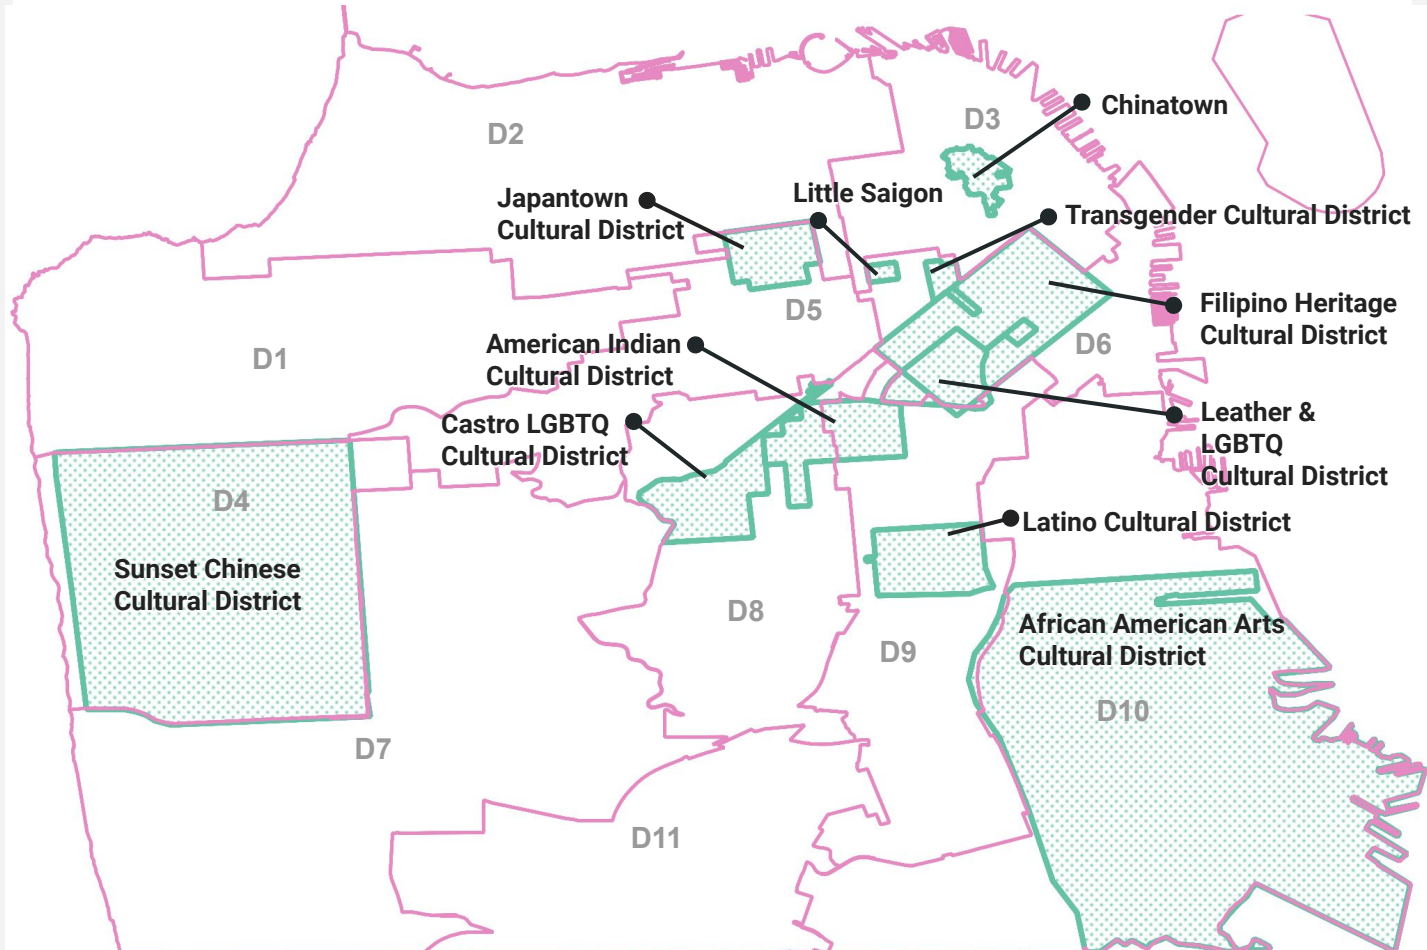 Chinatown
D3
D2
Little Saigon
Japantown
Cultural District
Transgender Cultural District
Filipino Heritage
Cultural District
D5
American Indian
Cultural District
D6
D1
Leather &
LGBTQ
Cultural District
Castro LGBTQ
Cultural District
D4
Latino Cultural District
Sunset Chinese
Cultural District
D8
African American Arts
Cultural District
D9
D10
D7
D11